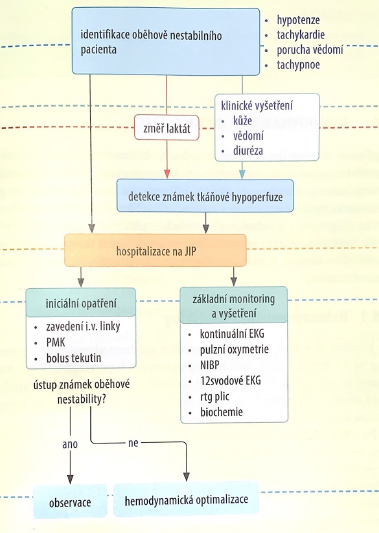 identifikace oběhově nestabilního
pacienta
• hypotenze
• tachykardie
• porucha vědomí
• tachypnoe
změř laktát
klinické vyšetření
• kůže
• vědomí
• diuréza
detekce známek tkáňové hypoperfuze
hospitalizace na JIP
iniciální opatření
• zavedení i.v. linky
• PMK
• bolus tekutin
základní monitoring
a vyšetření
• kontinuální EKG
• pulzní oxymetrie
• NIBP
• 12svodové EKG
• rtg plic
• biochemie
ústup známek oběhové
nestability?
ano
ne
observace
hemodynamická optimalizace